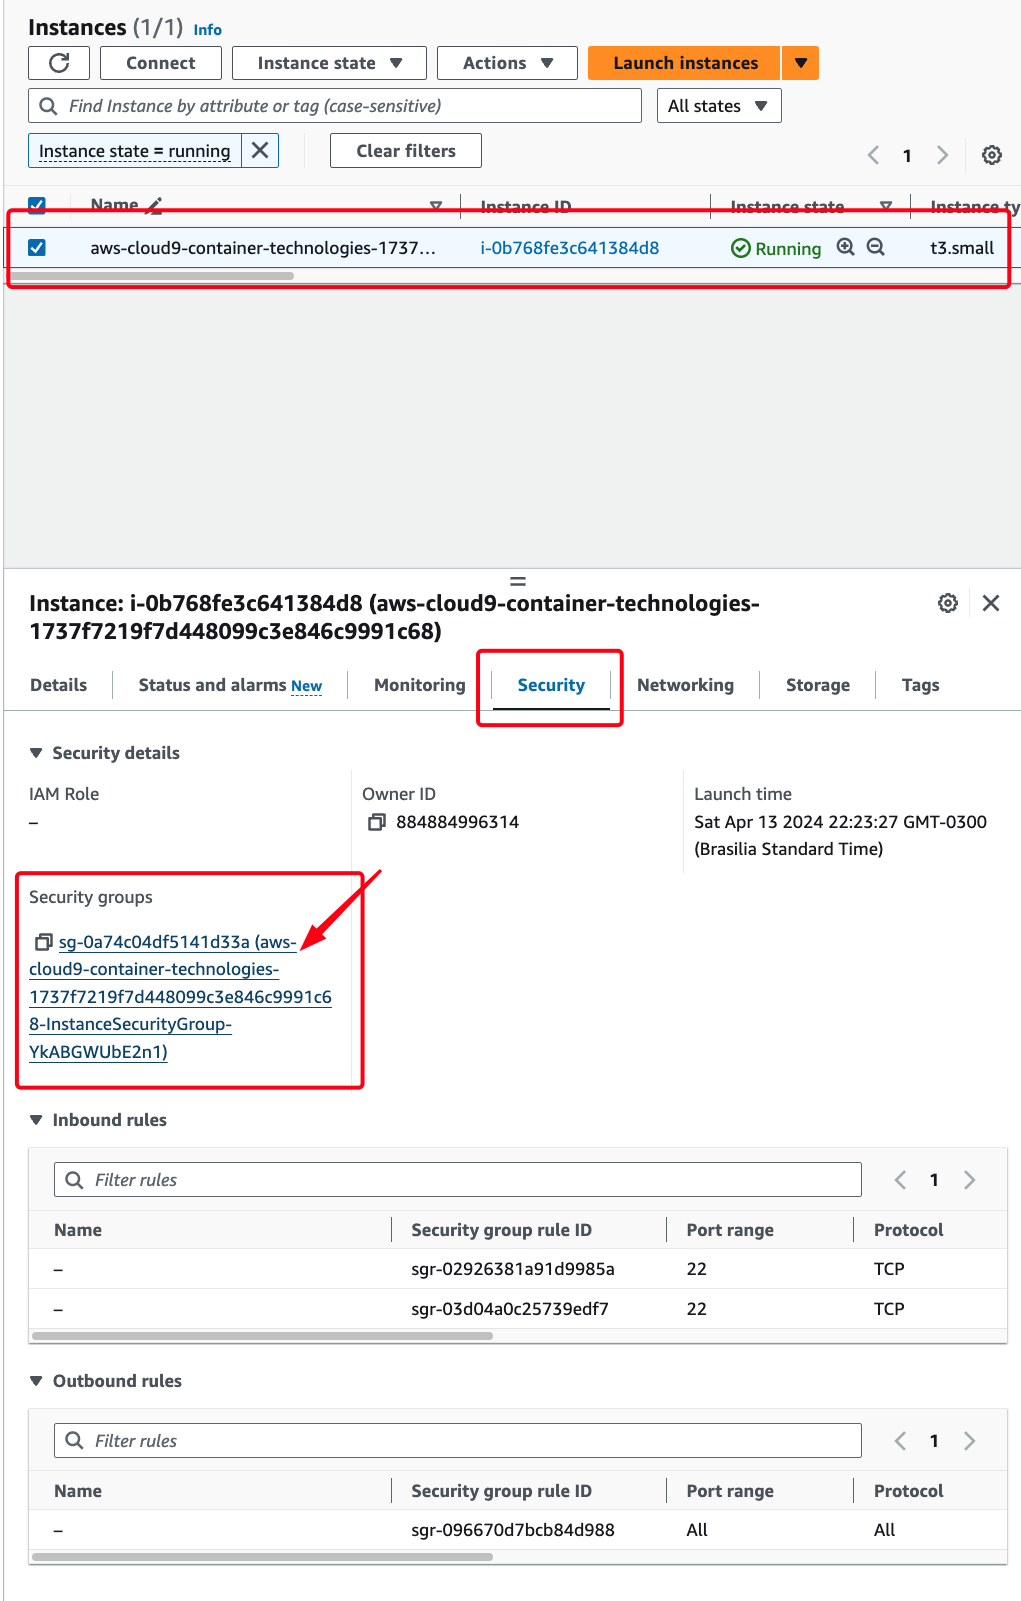 Instances (1/1) Info
Connect Instance state Actions Launch instances
Find Instance by attribute or tag (case-sensitive) All states
Instance state = running Clear filters 1
Name Instance ID Instance state Instance ty
aws-cloud9-container-technologies-1737... i-0b768fe3c641384d8 Running t3.small
Instance: i-0b768fe3c641384d8 (aws-cloud9-container-technologies-
1737f7219f7d448099c3e846c9991c68)
Details Status and alarms New Monitoring Security Networking Storage Tags
Security details
IAM Role Owner ID Launch time
– 884884996314 Sat Apr 13 2024 22:23:27 GMT-0300
(Brasilia Standard Time)
Security groups
sg-0a74c04df5141d33a (aws-
cloud9-container-technologies-
1737f7219f7d448099c3e846c9991c6
8-InstanceSecurityGroup-
YkABGWUbE2n1)
Inbound rules
Filter rules 1
Name Security group rule ID Port range Protocol
– sgr-02926381a91d9985a 22 TCP
– sgr-03d04a0c25739edf7 22 TCP
Outbound rules
Filter rules 1
Name Security group rule ID Port range Protocol
– sgr-096670d7bcb84d988 All All